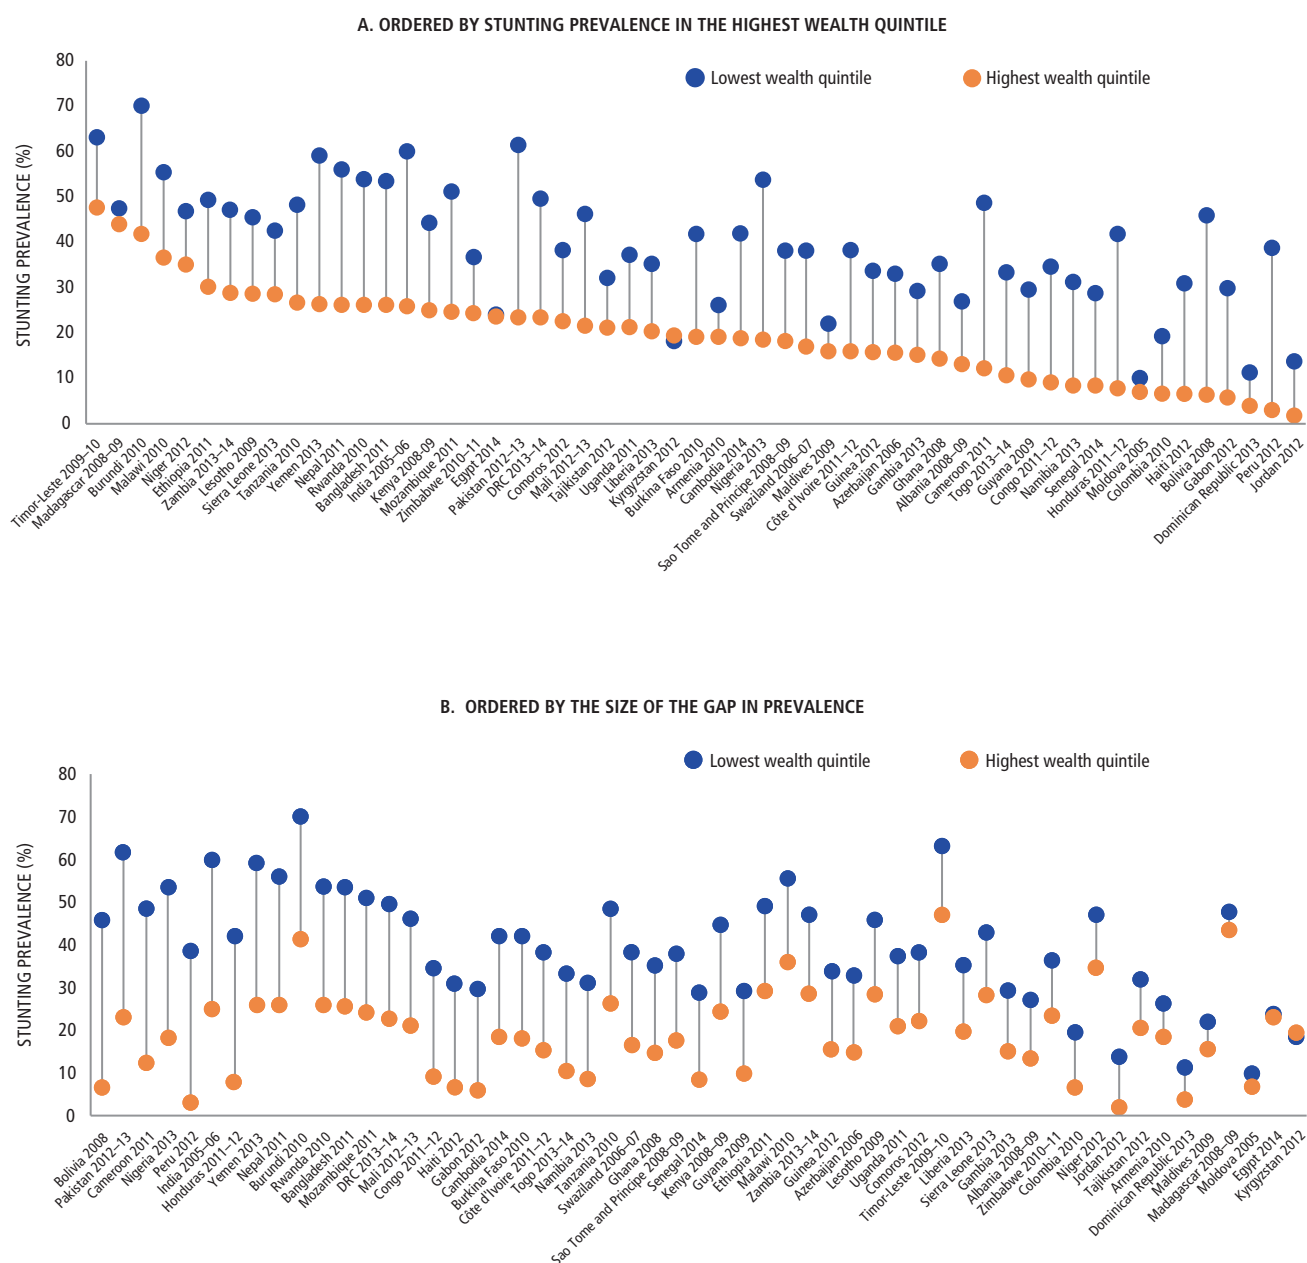 A. ORDERED BY STUNTING PREVALENCE IN THE HIGHEST WEALTH QUINTILE
Lowest wealth quintile
Highest wealth quintile
STUNTING PREVALENCE (%)
80
70
60
50
40
30
20
10
0
Timor-Leste 2009–10
Madagascar 2008–09
Burundi 2010
Malawi 2010
Niger 2012
Ethiopia 2011
Zambia 2013–14
Lesotho 2009
Sierra Leone 2013
Tanzania 2010
Yemen 2013
Nepal 2011
Rwanda 2010
Bangladesh 2011
India 2005–06
Kenya 2008-09
Mozambique 2011
Zimbabwe 2010–11
Egypt 2014
Pakistan 2012–13
DRC 2013–14
Comoros 2012
Mali 2012–13
Tajikistan 2012
Uganda 2011
Liberia 2013
Kyrgyzstan 2012
Burkina Faso 2010
Armenia 2010
Cambodia 2014
Nigeria 2013
Sao Tome and Principe 2008–09
Swaziland 2006–07
Maldives 2009
Côte d'Ivoire 2011–12
Guinea 2012
Azerbaijan 2006
Gambia 2013
Ghana 2008
Albania 2008–09
Cameroon 2011
Togo 2013–14
Guyana 2009
Congo 2011–12
Namibia 2013
Senegal 2014
Honduras 2011–12
Moldova 2005
Colombia 2010
Haiti 2012
Bolivia 2008
Gabon 2012
Dominican Republic 2013
Peru 2012
Jordan 2012
B. ORDERED BY THE SIZE OF THE GAP IN PREVALENCE
Lowest wealth quintile
Highest wealth quintile
STUNTING PREVALENCE (%)
80
70
60
50
40
30
20
10
0
Bolivia 2008
Pakistan 2012–13
Cameroon 2011
Nigeria 2013
Peru 2012
India 2005–06
Honduras 2011–12
Yemen 2013
Nepal 2011
Burundi 2010
Rwanda 2010
Bangladesh 2011
Mozambique 2011
DRC 2013–14
Mali 2012–13
Congo 2011–12
Haiti 2012
Gabon 2012
Cambodia 2014
Burkina Faso 2010
Côte d'Ivoire 2011–12
Togo 2013–14
Namibia 2013
Tanzania 2010
Swaziland 2006–07
Ghana 2008
Sao Tome and Principe 2008–09
Senegal 2014
Kenya 2008–09
Guyana 2009
Ethiopia 2011
Malawi 2010
Zambia 2013–14
Guinea 2012
Azerbaijan 2006
Lesotho 2009
Uganda 2011
Comoros 2012
Timor-Leste 2009–10
Liberia 2013
Sierra Leone 2013
Gambia 2013
Albania 2008–09
Zimbabwe 2010–11
Colombia 2010
Niger 2012
Jordan 2012
Tajikistan 2012
Armenia 2010
Dominican Republic 2013
Maldives 2009
Madagascar 2008–09
Moldova 2005
Egypt 2014
Kyrgyzstan 2012